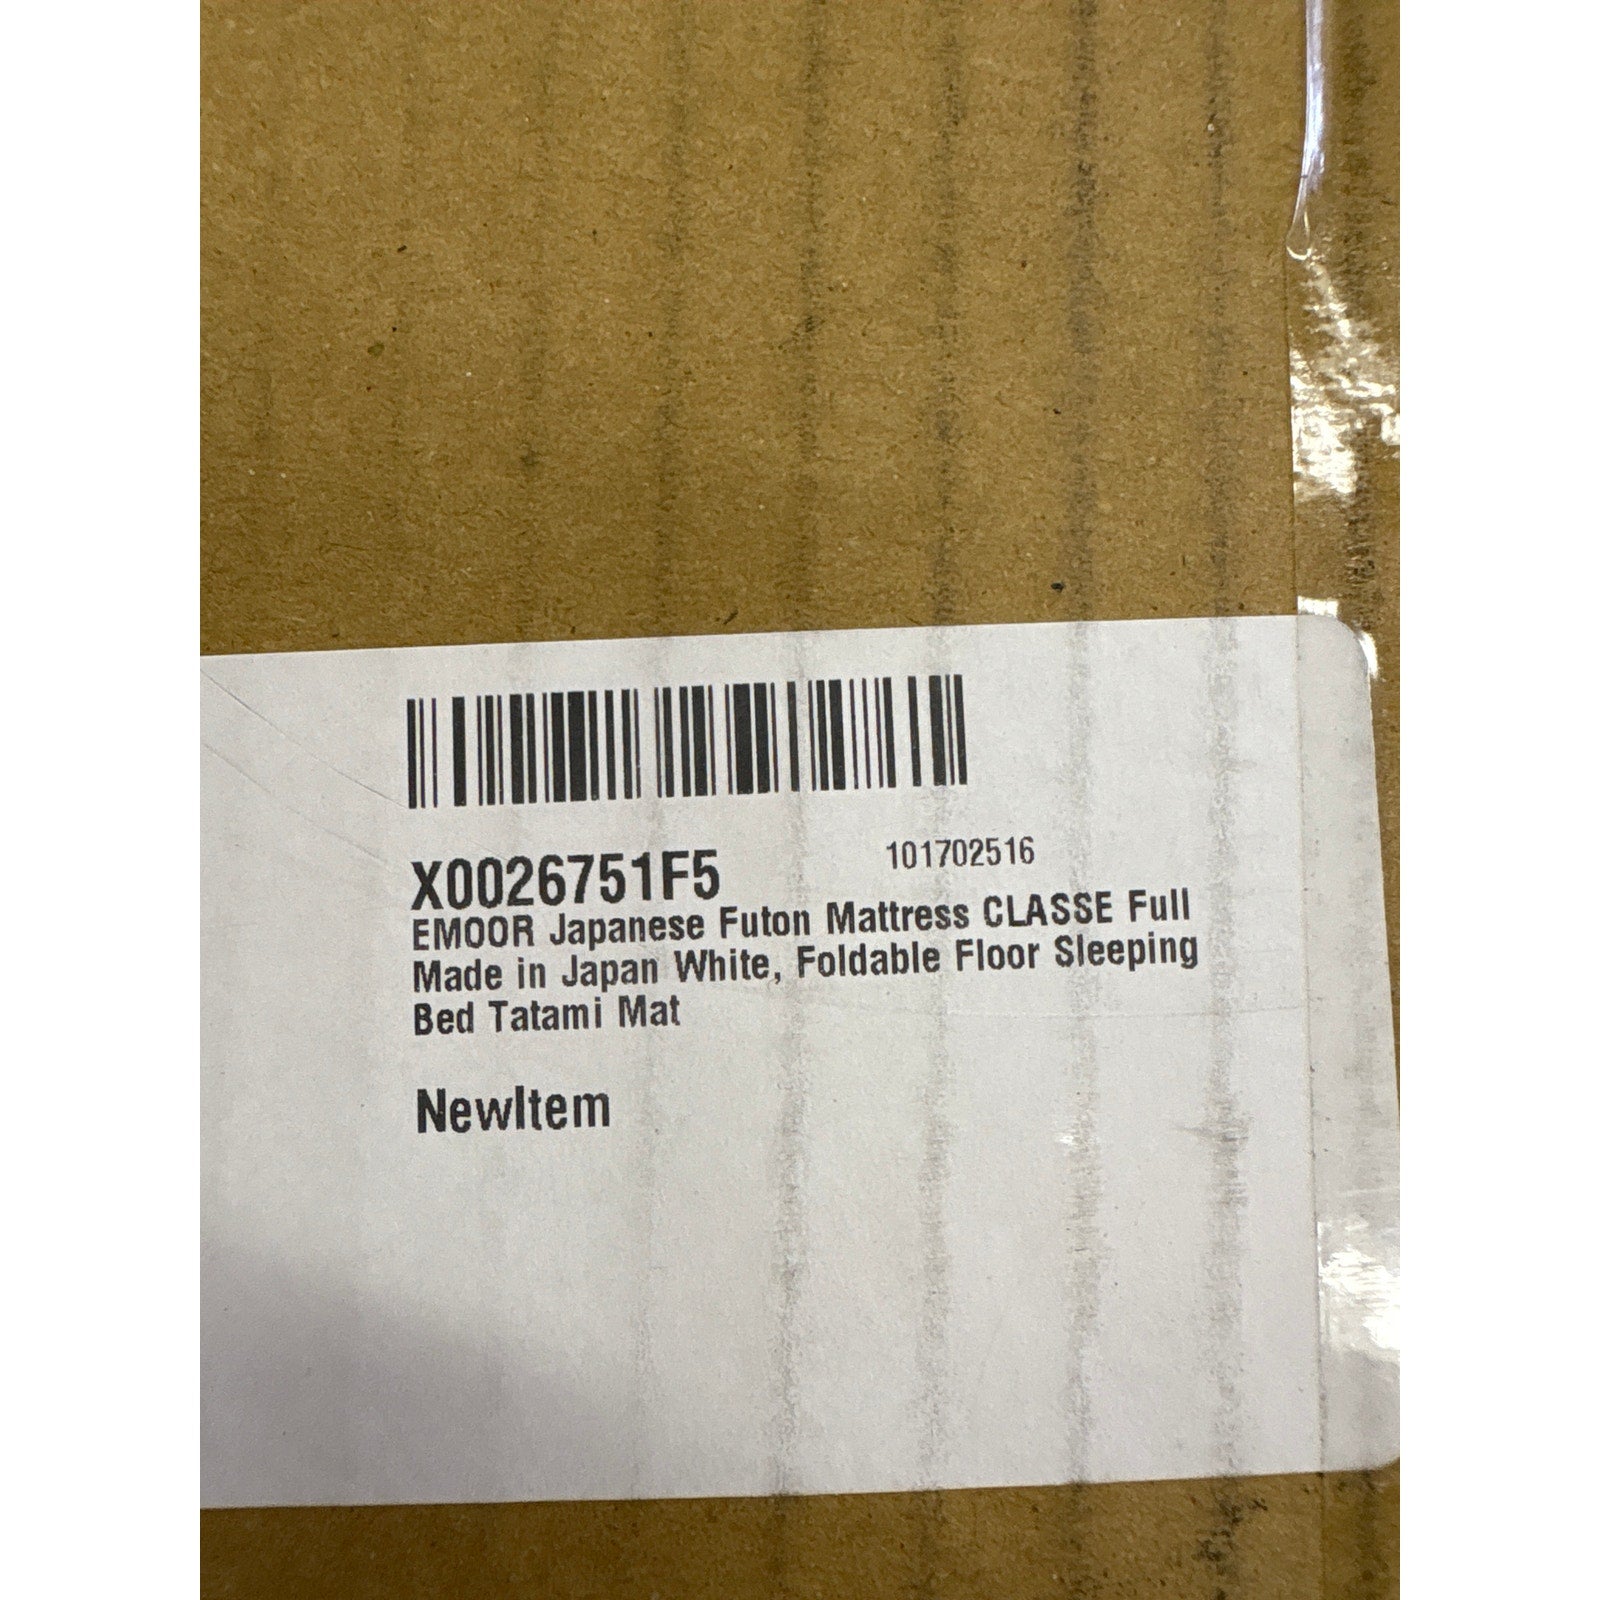 X0026751F5 101702516
EMOOR Japanese Futon Mattress CLASSE Full
Made in Japan White, Foldable Floor Sleeping
Bed Tatami Mat
NewItem